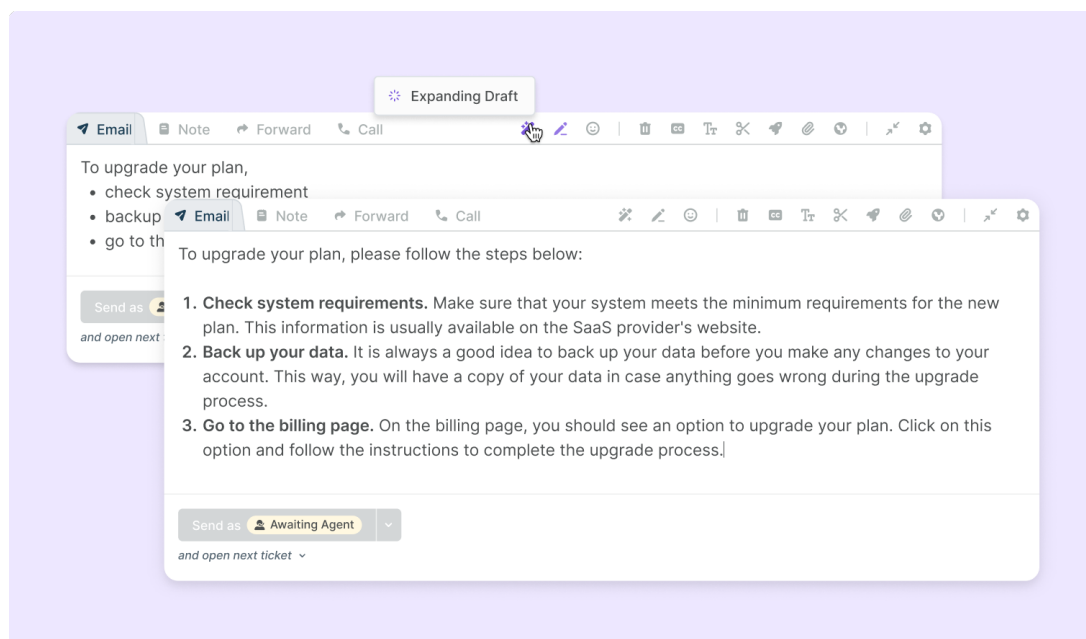 Expanding Draft
Email Note Forward Call
To upgrade your plan,
• check system requirement
• backup
• go to th
Send as
and open next
Email Note Forward Call
To upgrade your plan, please follow the steps below:
1. Check system requirements. Make sure that your system meets the minimum requirements for the new
plan. This information is usually available on the SaaS provider's website.
2. Back up your data. It is always a good idea to back up your data before you make any changes to your
account. This way, you will have a copy of your data in case anything goes wrong during the upgrade
process.
3. Go to the billing page. On the billing page, you should see an option to upgrade your plan. Click on this
option and follow the instructions to complete the upgrade process.
Send as Awaiting Agent
and open next ticket